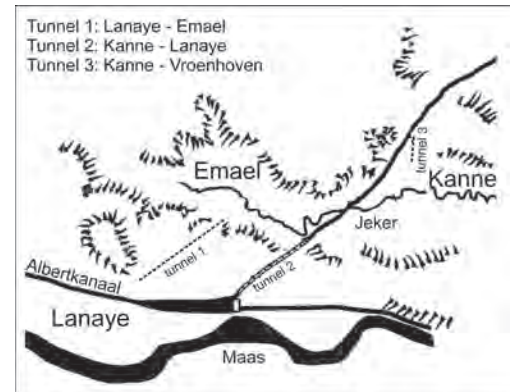 Tunnel 1: Lanaye - Emael
Tunnel 2: Kanne - Lanaye
Tunnel 3: Kanne - Vroenhoven
tunnel 3
Emael
Kanne
Jeker
tunnel 1
tunnel 2
Albertkanaal
Lanaye
Maas